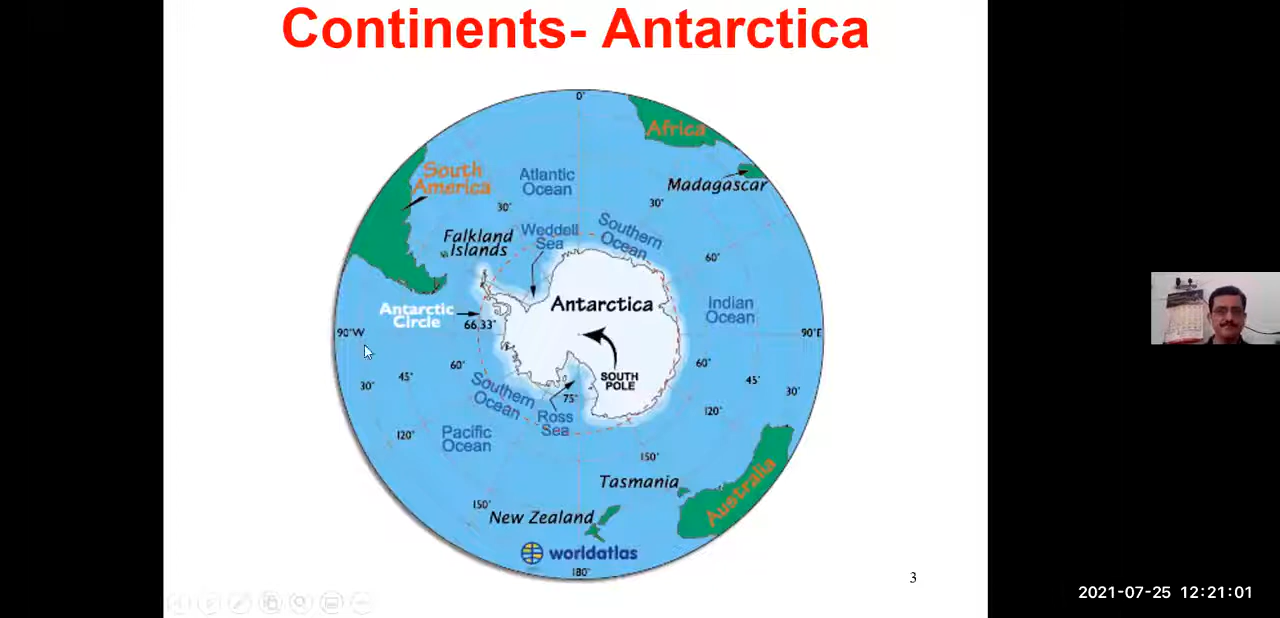 Continents- Antarctica
0°
Africa
South
America
Atlantic
Ocean
Madagascar
30°
30°
Falkland
Islands
Weddell
Sea
Southern
Ocean
60°
Antarctica
Antarctic
Circle
66,33°
Indian
Ocean
90°W
90°E
60°
60°
SOUTH
POLE
45°
30°
45°
30°
Southern
Ocean
75°
Ross
Sea
120°
120°
Pacific
Ocean
150°
Tasmania
Australia
150°
New Zealand
worldatlas
180°
3
2021-07-25 12:21:01